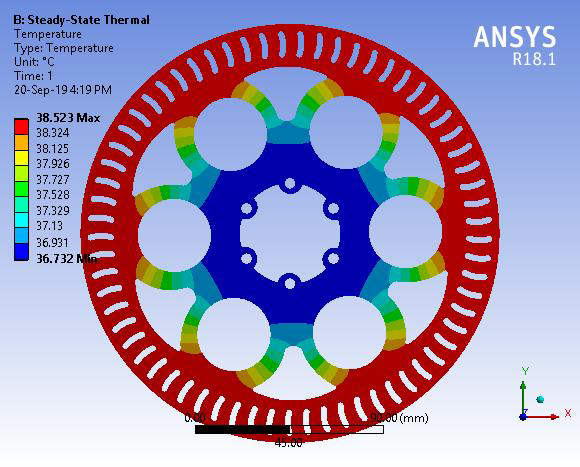 B: Steady-State Thermal
Temperature
Type: Temperature
Unit: °C
Time: 1
20-Sep-19 4:19 PM
ANSYS
R18.1
38.523 Max
38.324
38.125
37.926
37.727
37.528
37.329
37.13
36.931
36.732 Min
0.00
90.00 (mm)
45.00
Y
Z
X